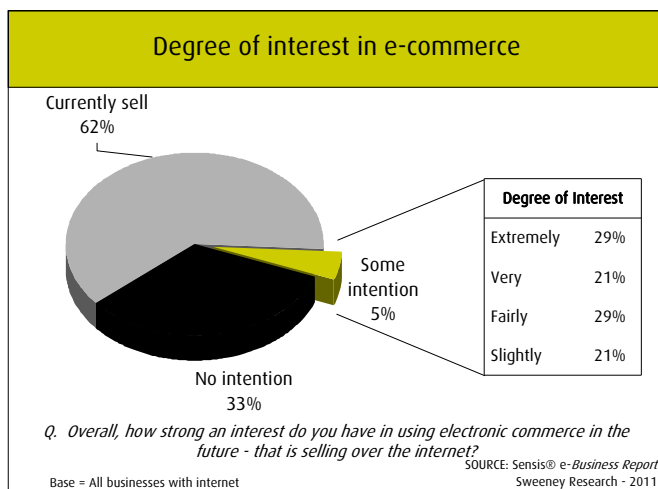 Degree of interest in e-commerce
Currently sell
62%
Degree of Interest
Extremely 29%
Very 21%
Fairly 29%
Slightly 21%
Some
intention
5%
No intention
33%
Q. Overall, how strong an interest do you have in using electronic commerce in the
future - that is selling over the internet?
SOURCE: Sensis® e-Business Report
Base = All businesses with internet
Sweeney Research - 2011